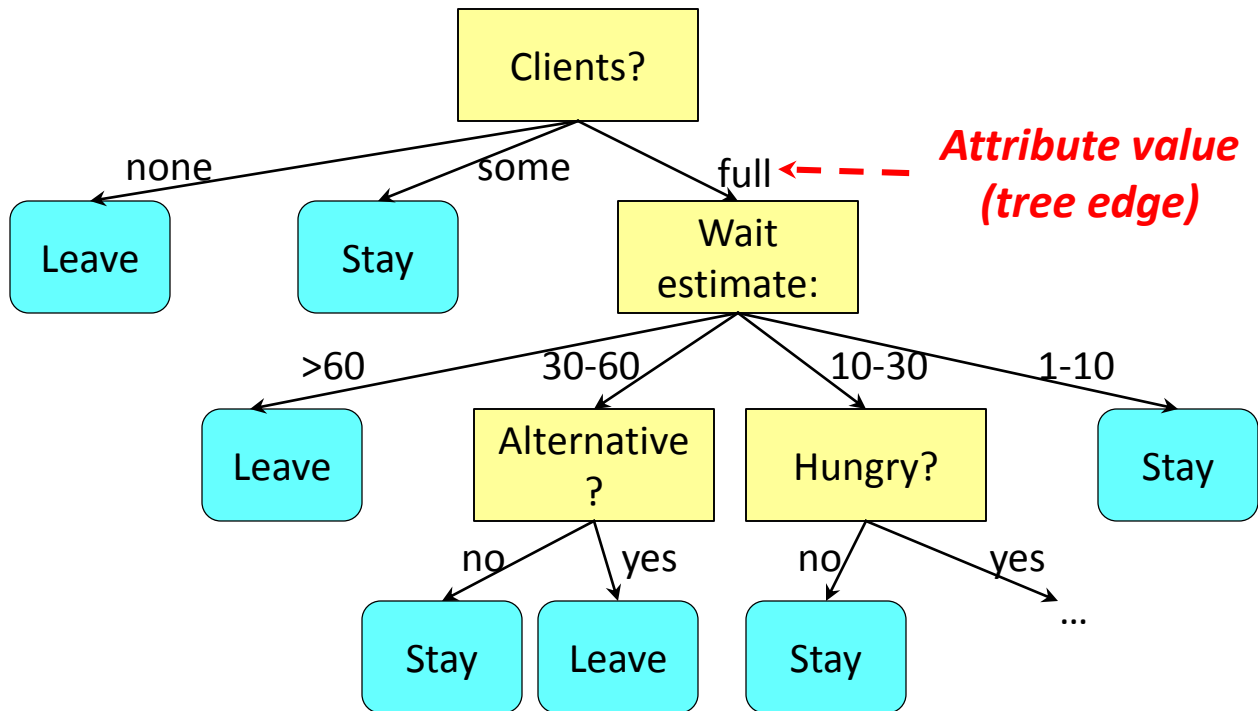 Clients?
none
some
full
Attribute value
(tree edge)
Leave
Stay
Wait
estimate:
>60
30-60
10-30
1-10
Leave
Alternative
?
Hungry?
Stay
no
yes
no
yes
Stay
Leave
Stay
...